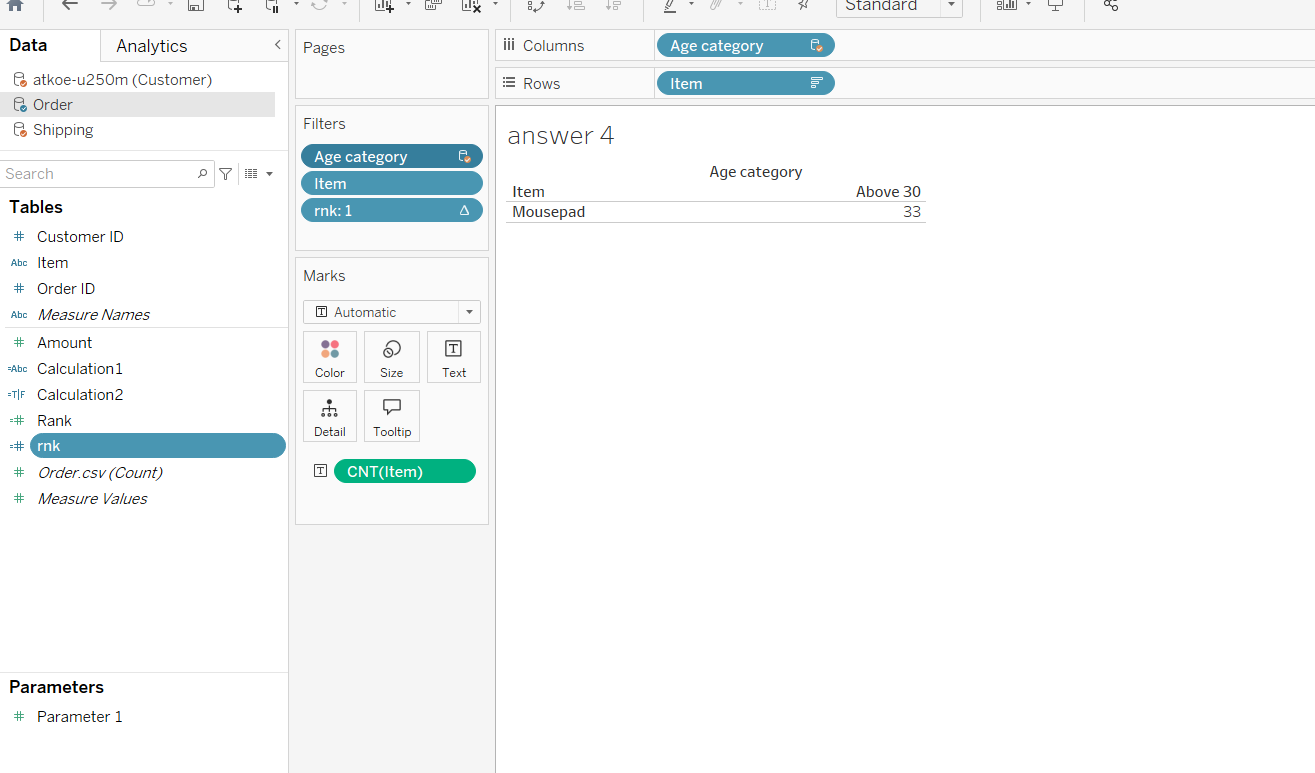 Standard
Data
Analytics
atkoe-u250m (Customer)
Order
Shipping
Search
Tables
Customer ID
Abc Item
Order ID
Abc Measure Names
Amount
=Abc Calculation1
=T|F Calculation2
Rank
rnk
Order.csv (Count)
Measure Values
Parameters
Parameter 1
Pages
Filters
Age category
Item
rnk: 1
Marks
T Automatic
Color
Size
T Text
Detail
Tooltip
T CNT(Item)
Columns
Age category
Rows
Item
answer 4
Age category
Item Above 30
Mousepad 33